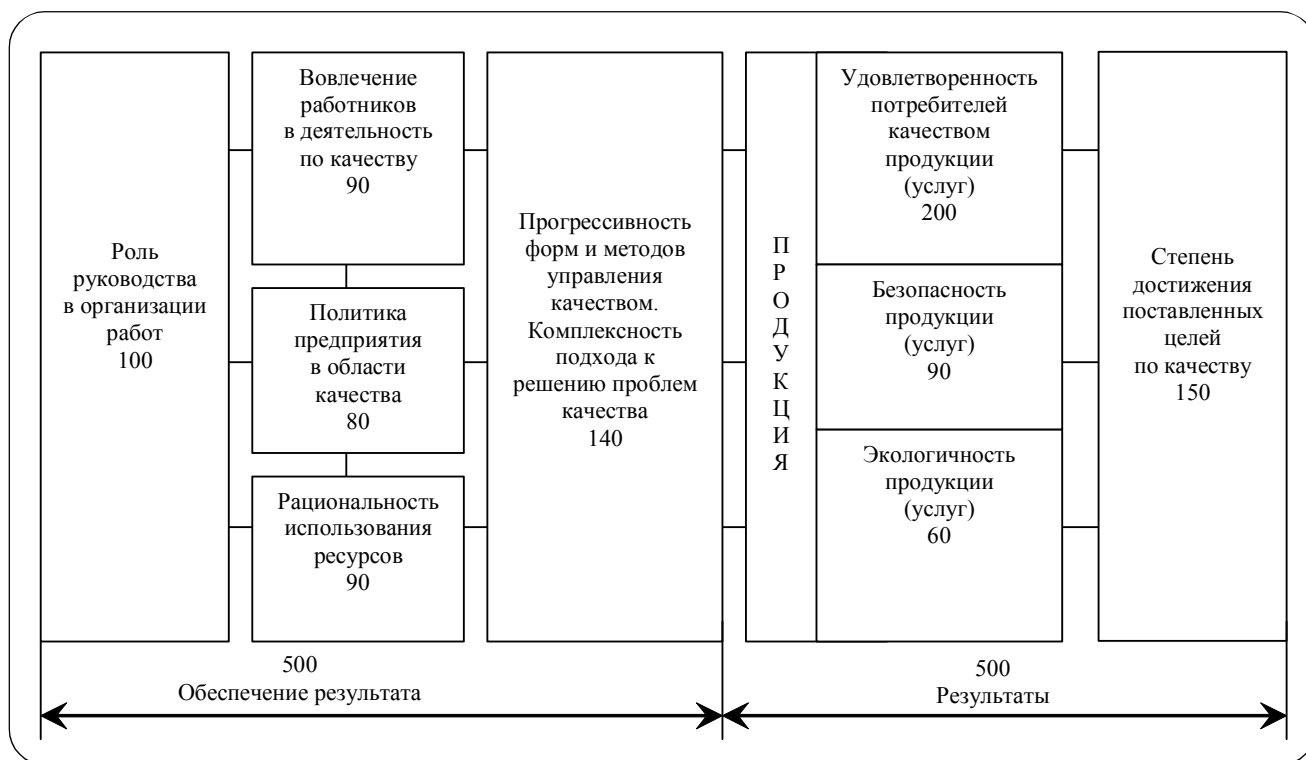 Роль
руководства
в организации
работ
100
Вовлечение
работников
в деятельность
по качеству
90
Политика
предприятия
в области
качества
80
Рациональность
использования
ресурсов
90
Прогрессивность
форм и методов
управления
качеством.
Комплексность
подхода к
решению проблем
качества
140
П
Р
О
Д
У
К
Ц
И
Я
Удовлетворенность
потребителей
качеством
продукции
(услуг)
200
Безопасность
продукции
(услуг)
90
Экологичность
продукции
(услуг)
60
Степень
достижения
поставленных
целей
по качеству
150
500
Обеспечение результата
500
Результаты